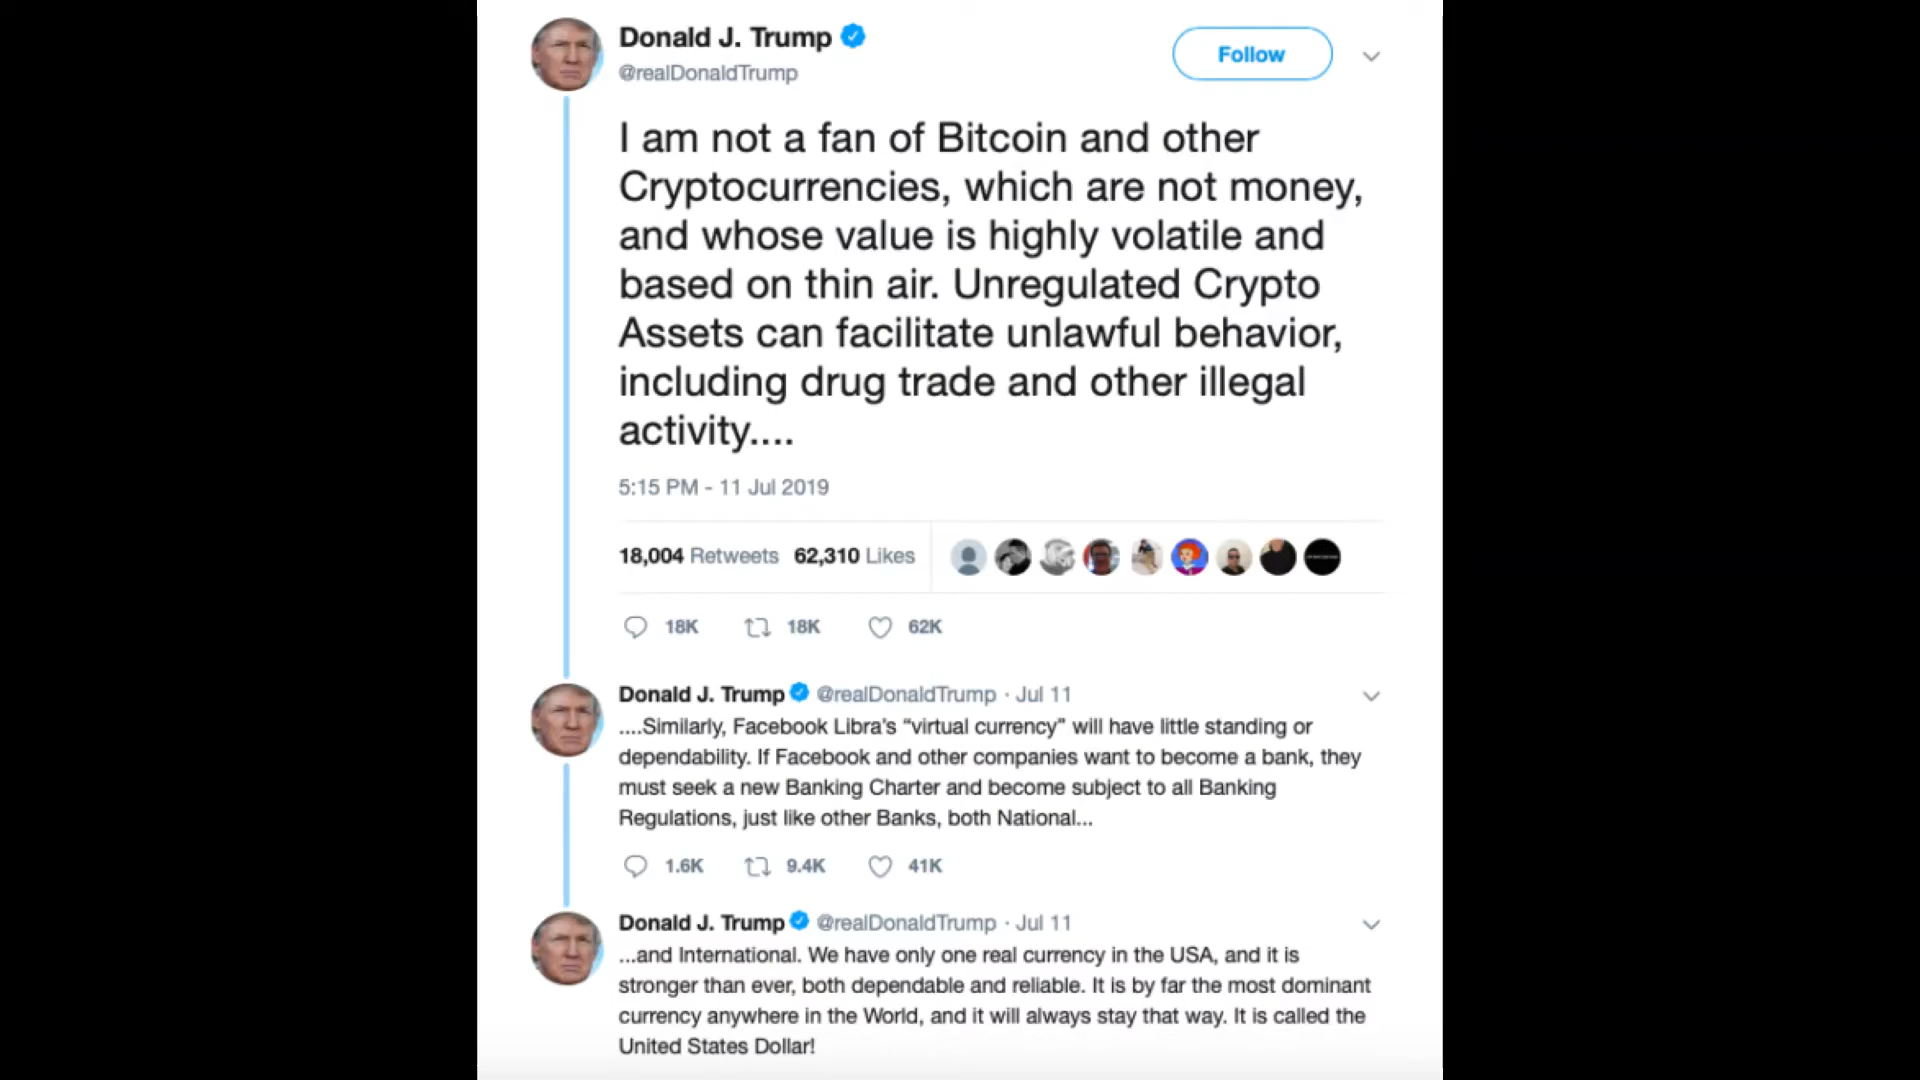 Donald J. Trump
@realDonaldTrump
Follow
I am not a fan of Bitcoin and other
Cryptocurrencies, which are not money,
and whose value is highly volatile and
based on thin air. Unregulated Crypto
Assets can facilitate unlawful behavior,
including drug trade and other illegal
activity....
5:15 PM - 11 Jul 2019
18,004 Retweets 62,310 Likes
18K 18K 62K
Donald J. Trump @realDonaldTrump · Jul 11
....Similarly, Facebook Libra's "virtual currency" will have little standing or
dependability. If Facebook and other companies want to become a bank, they
must seek a new Banking Charter and become subject to all Banking
Regulations, just like other Banks, both National...
1.6K 9.4K 41K
Donald J. Trump @realDonaldTrump · Jul 11
...and International. We have only one real currency in the USA, and it is
stronger than ever, both dependable and reliable. It is by far the most dominant
currency anywhere in the World, and it will always stay that way. It is called the
United States Dollar!